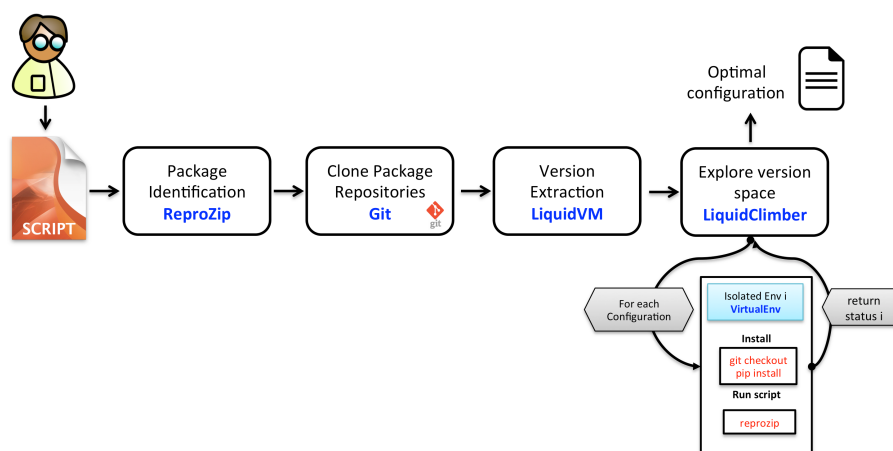 SCRIPT
Package
Identification
ReproZip
Clone Package
Repositories
Git
git
Version
Extraction
LiquidVM
Optimal
configuration
Explore version
space
LiquidClimber
For each
Configuration
Isolated Env i
VirtualEnv
Install
git checkout
pip install
Run script
reprozip
return
status i